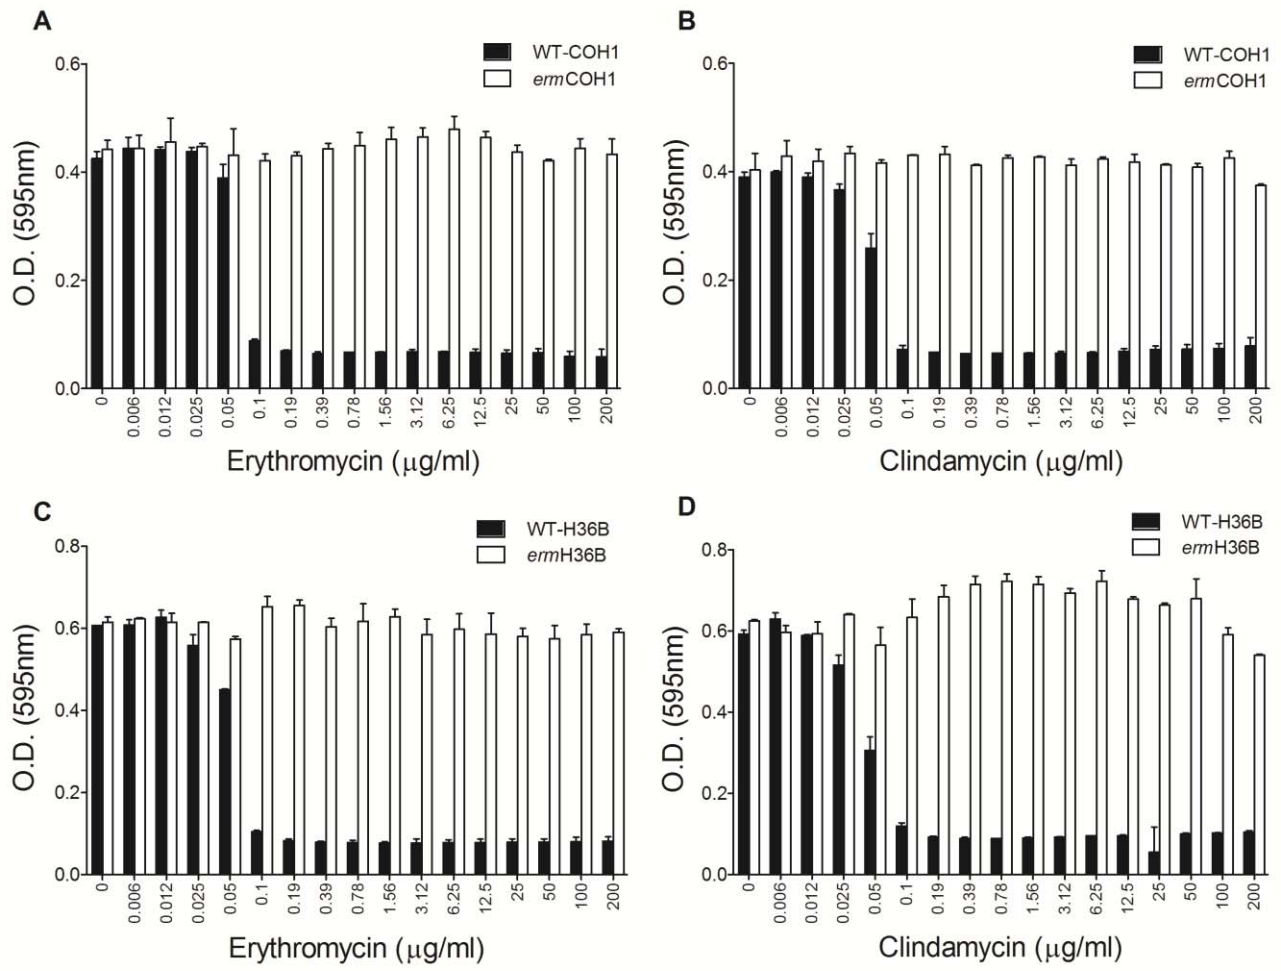 A
WT-COH1
ermCOH1
O.D. (595nm)
0.6
0.4
0.2
0.0
0 0.006 0.012 0.025 0.05 0.1 0.19 0.39 0.78 1.56 3.12 6.25 12.5 25 50 100 200
Erythromycin (µg/ml)
B
WT-COH1
ermCOH1
O.D. (595nm)
0.6
0.4
0.2
0.0
0 0.006 0.012 0.025 0.05 0.1 0.19 0.39 0.78 1.56 3.12 6.25 12.5 25 50 100 200
Clindamycin (µg/ml)
C
WT-H36B
ermH36B
O.D. (595nm)
0.8
0.6
0.4
0.2
0.0
0 0.006 0.012 0.025 0.05 0.1 0.19 0.39 0.78 1.56 3.12 6.25 12.5 25 50 100 200
Erythromycin (µg/ml)
D
WT-H36B
ermH36B
O.D. (595nm)
0.8
0.6
0.4
0.2
0.0
0 0.006 0.012 0.025 0.05 0.1 0.19 0.39 0.78 1.56 3.12 6.25 12.5 25 50 100 200
Clindamycin (µg/ml)